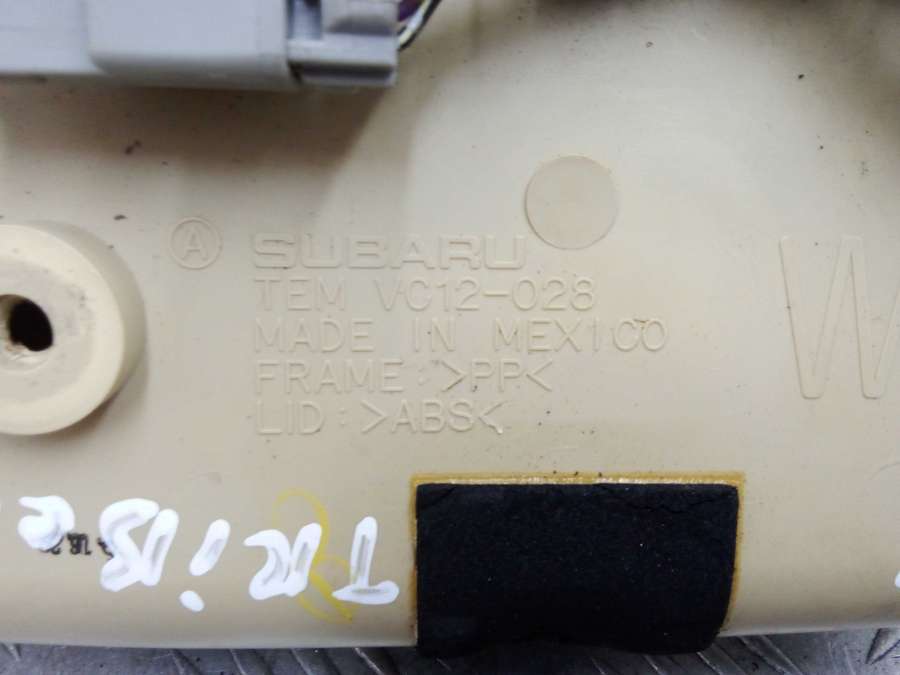 Ⓐ SUBARU
TEM VC12-028
MADE IN MEXICO
FRAME: >PP<
LID: >ABS<
W